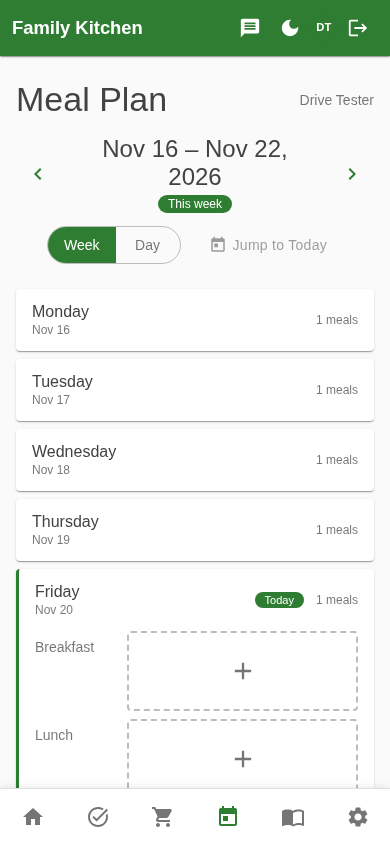 Family Kitchen
DT
Meal Plan
Drive Tester
Nov 16 – Nov 22,
2026
This week
Week
Day
Jump to Today
Monday
Nov 16
1 meals
Tuesday
Nov 17
1 meals
Wednesday
Nov 18
1 meals
Thursday
Nov 19
1 meals
Friday
Nov 20
Today
1 meals
Breakfast
Lunch